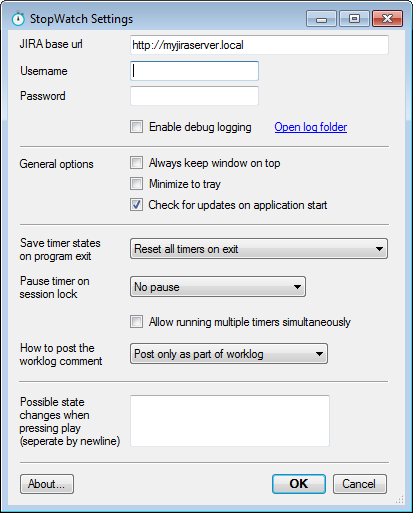 StopWatch Settings
JIRA base url http://myjiraserver.local
Username
Password
Enable debug logging Open log folder
General options Always keep window on top
Minimize to tray
Check for updates on application start
Save timer states
on program exit
Reset all timers on exit
Pause timer on
session lock
No pause
Allow running multiple timers simultaneously
How to post the
worklog comment
Post only as part of worklog
Possible state
changes when
pressing play
(seperate by newline)
About... OK Cancel